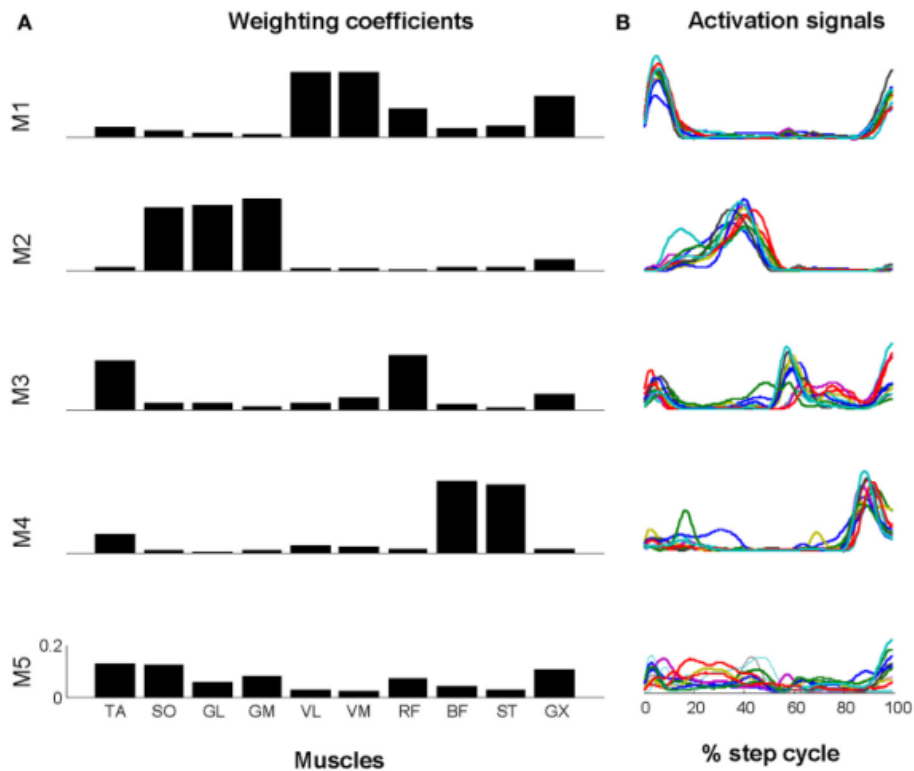 A Weighting coefficients B Activation signals
M1
M2
M3
M4
M5
0.2
0
TA SO GL GM VL VM RF BF ST GX
0 20 40 60 80 100
Muscles
% step cycle